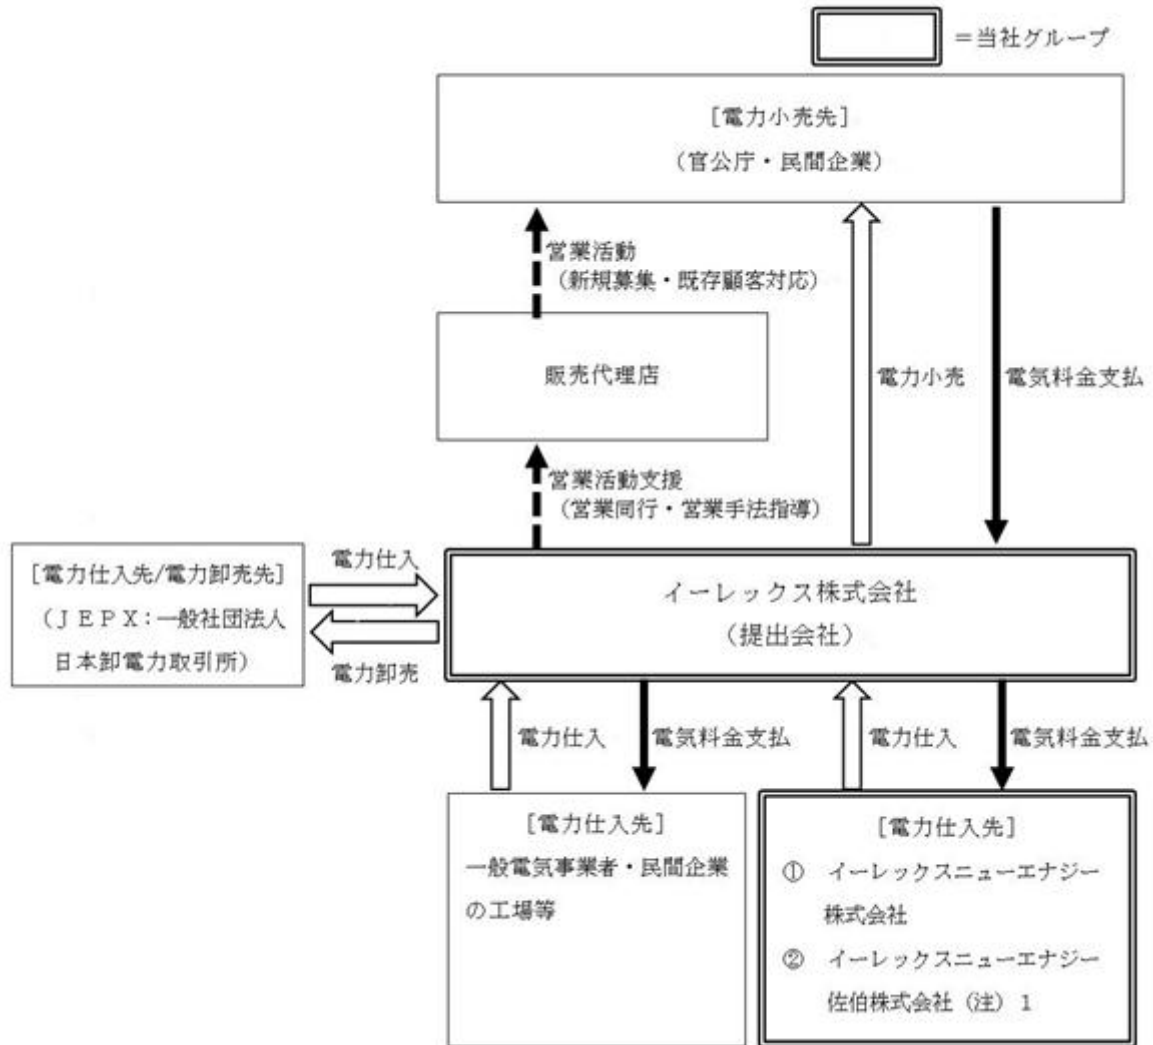 ＝当社グループ
[電力小売先]
（官公庁・民間企業）
営業活動
（新規募集・既存顧客対応）
販売代理店
電力小売
電気料金支払
営業活動支援
（営業同行・営業手法指導）
[電力仕入先/電力卸売先]
（ＪＥＰＸ：一般社団法人
日本卸電力取引所）
電力仕入
電力卸売
イーレックス株式会社
（提出会社）
電力仕入
電気料金支払
電力仕入
電気料金支払
[電力仕入先]
一般電気事業者・民間企業
の工場等
[電力仕入先]
① イーレックスニューエナジー
株式会社
② イーレックスニューエナジー
佐伯株式会社（注）１